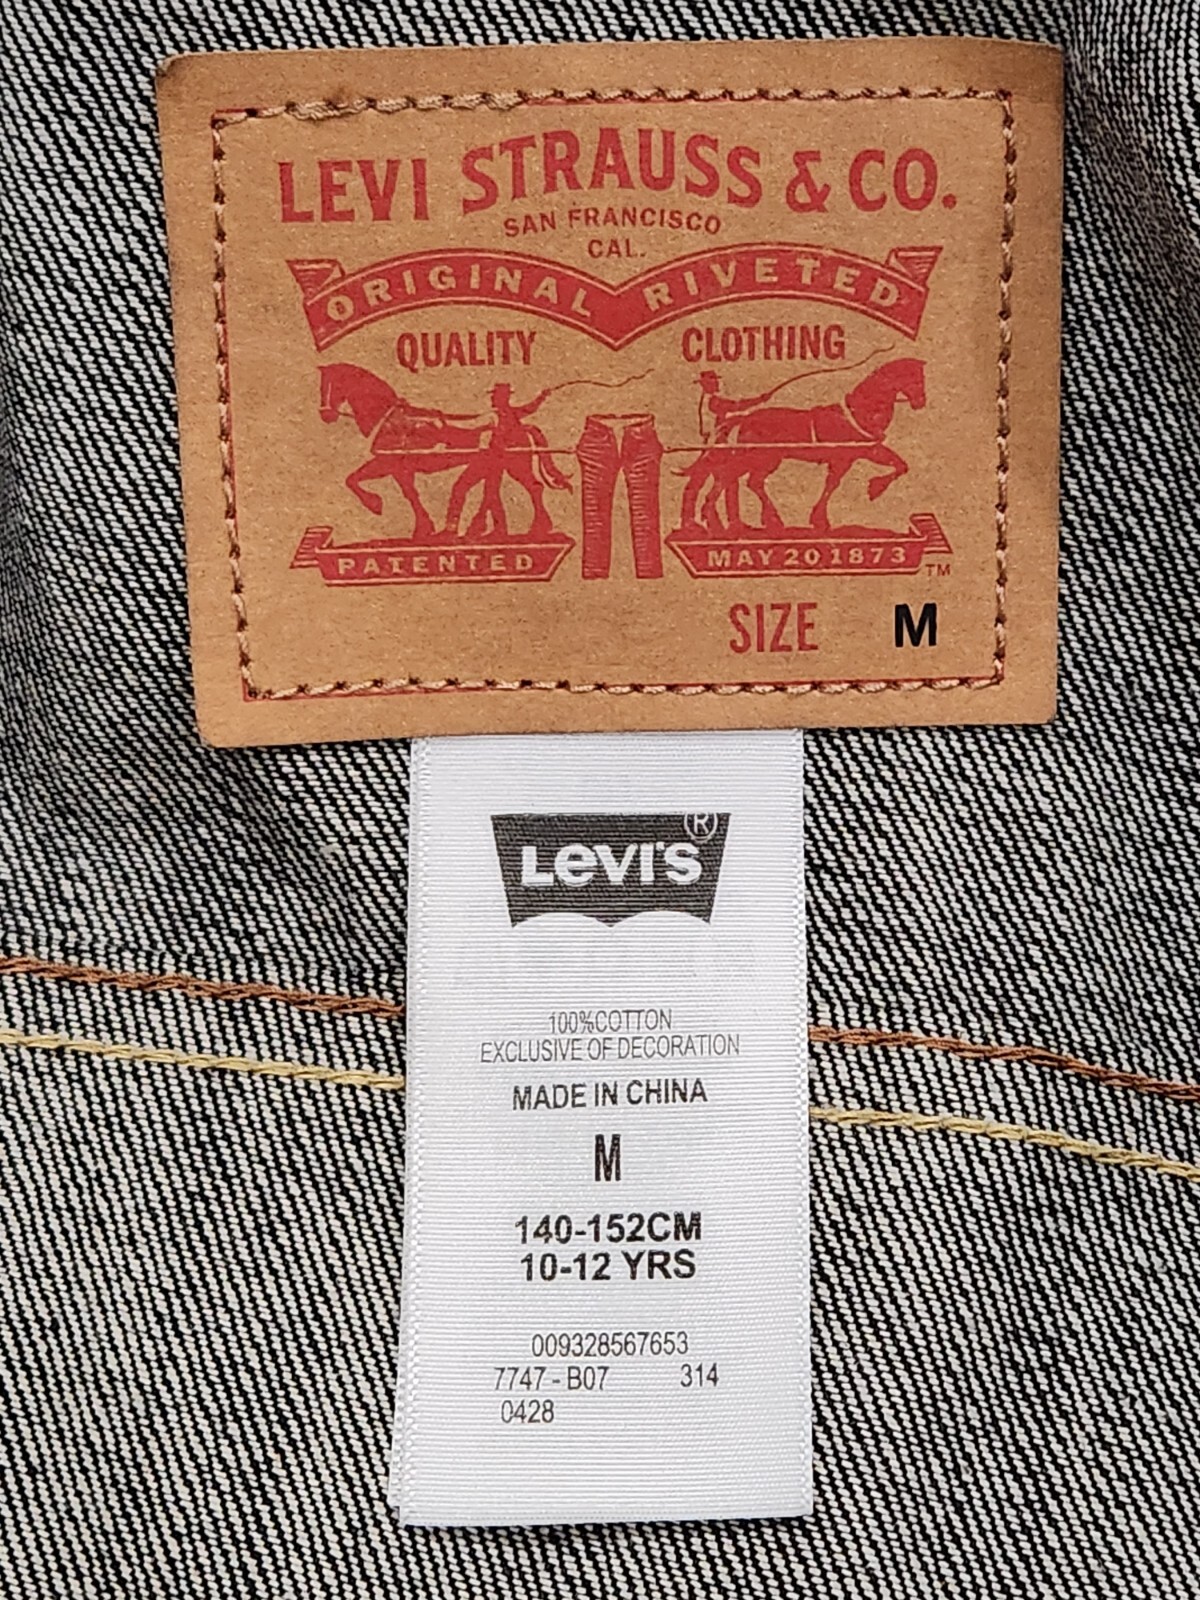 LEVI STRAUSS & CO.
SAN FRANCISCO
CAL.
ORIGINAL RIVETED
QUALITY CLOTHING
PATENTED MAY 20 1873 TM
SIZE M
LEVI'S ®
100%COTTON
EXCLUSIVE OF DECORATION
MADE IN CHINA
M
140-152CM
10-12 YRS
009328567653
7747 - B07 314
0428